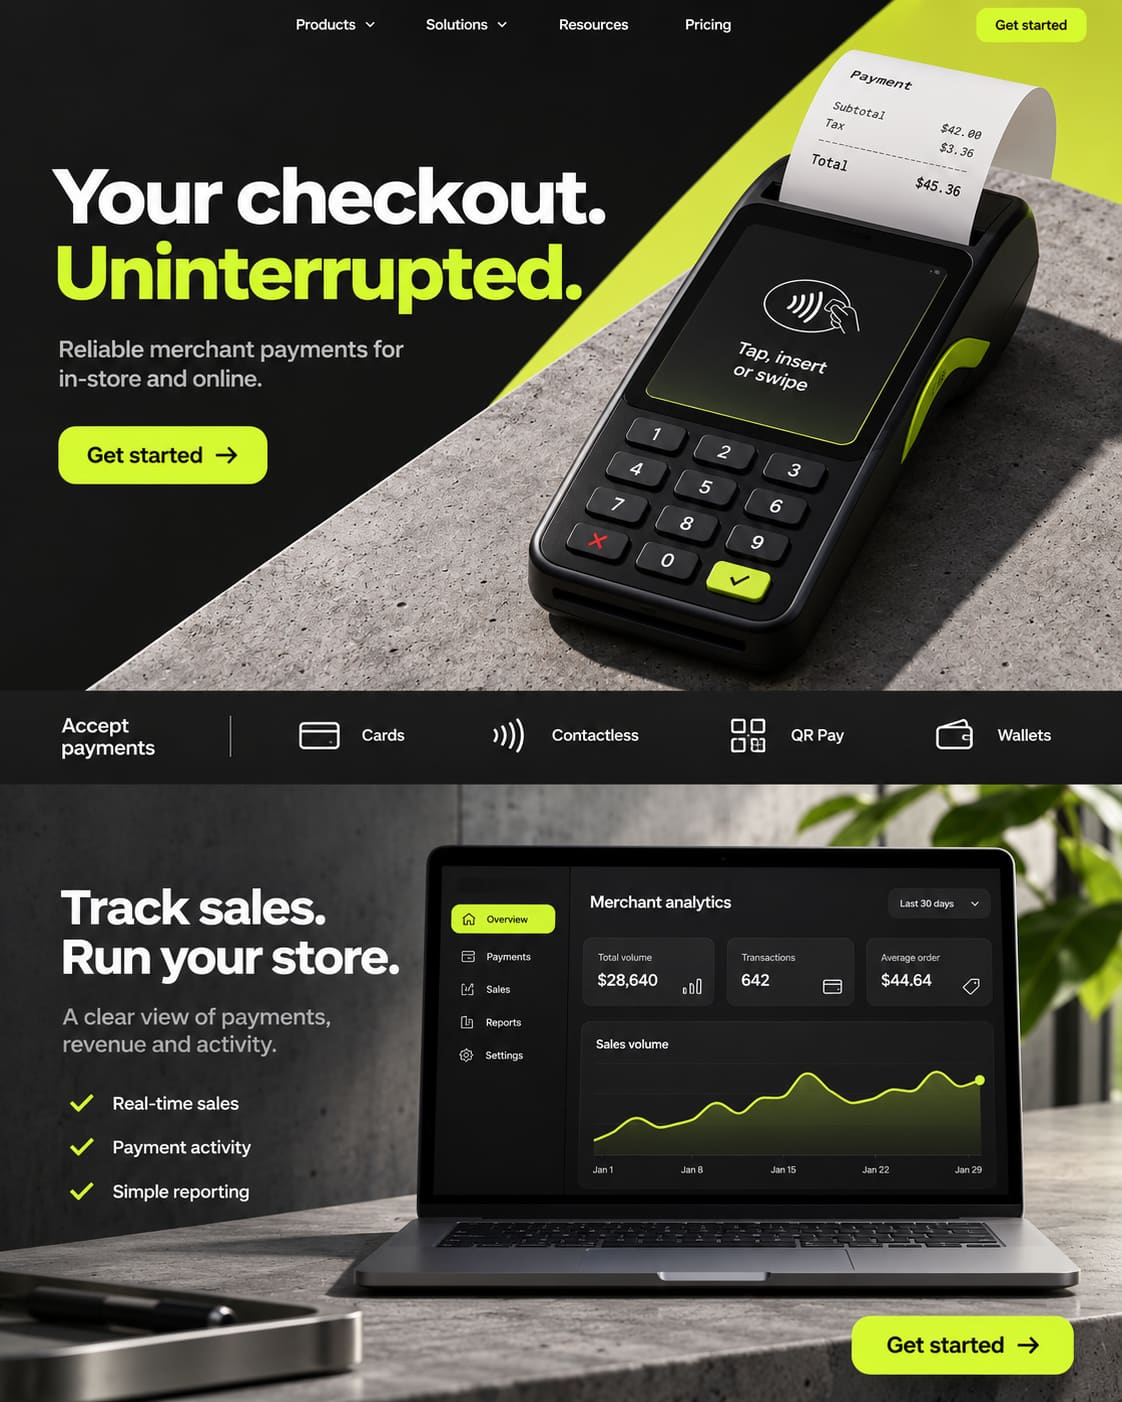 Products
Solutions
Resources
Pricing
Get started
Payment
Subtotal $42.00
Tax $3.36
Total $45.36
Your checkout.
Uninterrupted.
Reliable merchant payments for
in-store and online.
Get started
Tap, insert
or swipe
1 2 3
4 5 6
7 8 9
0
Accept
payments
Cards
Contactless
QR Pay
Wallets
Track sales.
Run your store.
A clear view of payments,
revenue and activity.
Real-time sales
Payment activity
Simple reporting
Overview
Payments
Sales
Reports
Settings
Merchant analytics
Last 30 days
Total volume
$28,640
Transactions
642
Average order
$44.64
Sales volume
Jan 1 Jan 8 Jan 15 Jan 22 Jan 29
Get started